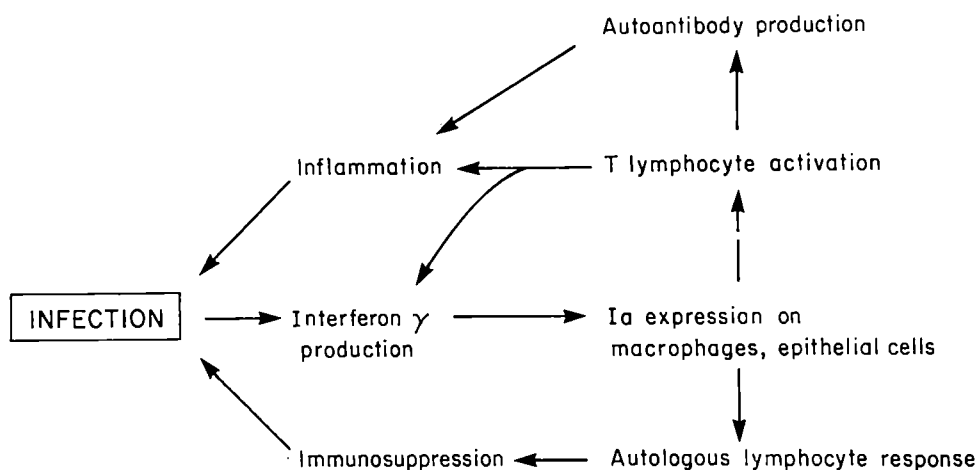 Autoantibody production
Inflammation
T lymphocyte activation
INFECTION
Interferon γ
production
Ia expression on
macrophages, epithelial cells
Immunosuppression
Autologous lymphocyte response